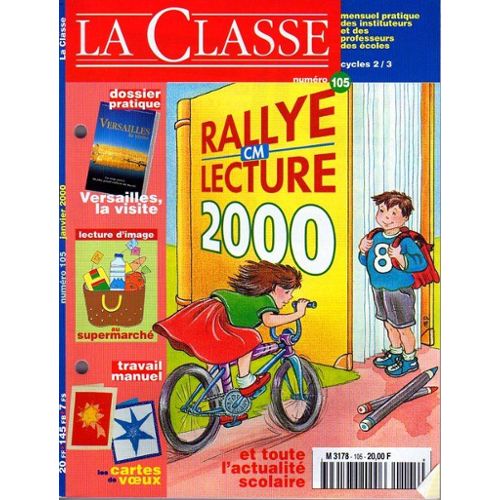 La Classe
LA CLASSE
mensuel pratique
des instituteurs
et des
professeurs
des écoles
cycles 2 / 3
numéro 105
dossier
pratique
VERSAILLES
la visite
Versailles,
la visite
RALLYE
CM
LECTURE
2000
8
lecture d'image
au
supermarché
travail
manuel
les cartes
de vœux
numéro 105 janvier 2000
20 FF 145 FB 7 FS
et toute
l'actualité
scolaire
M 3178 - 105 - 20,00 F